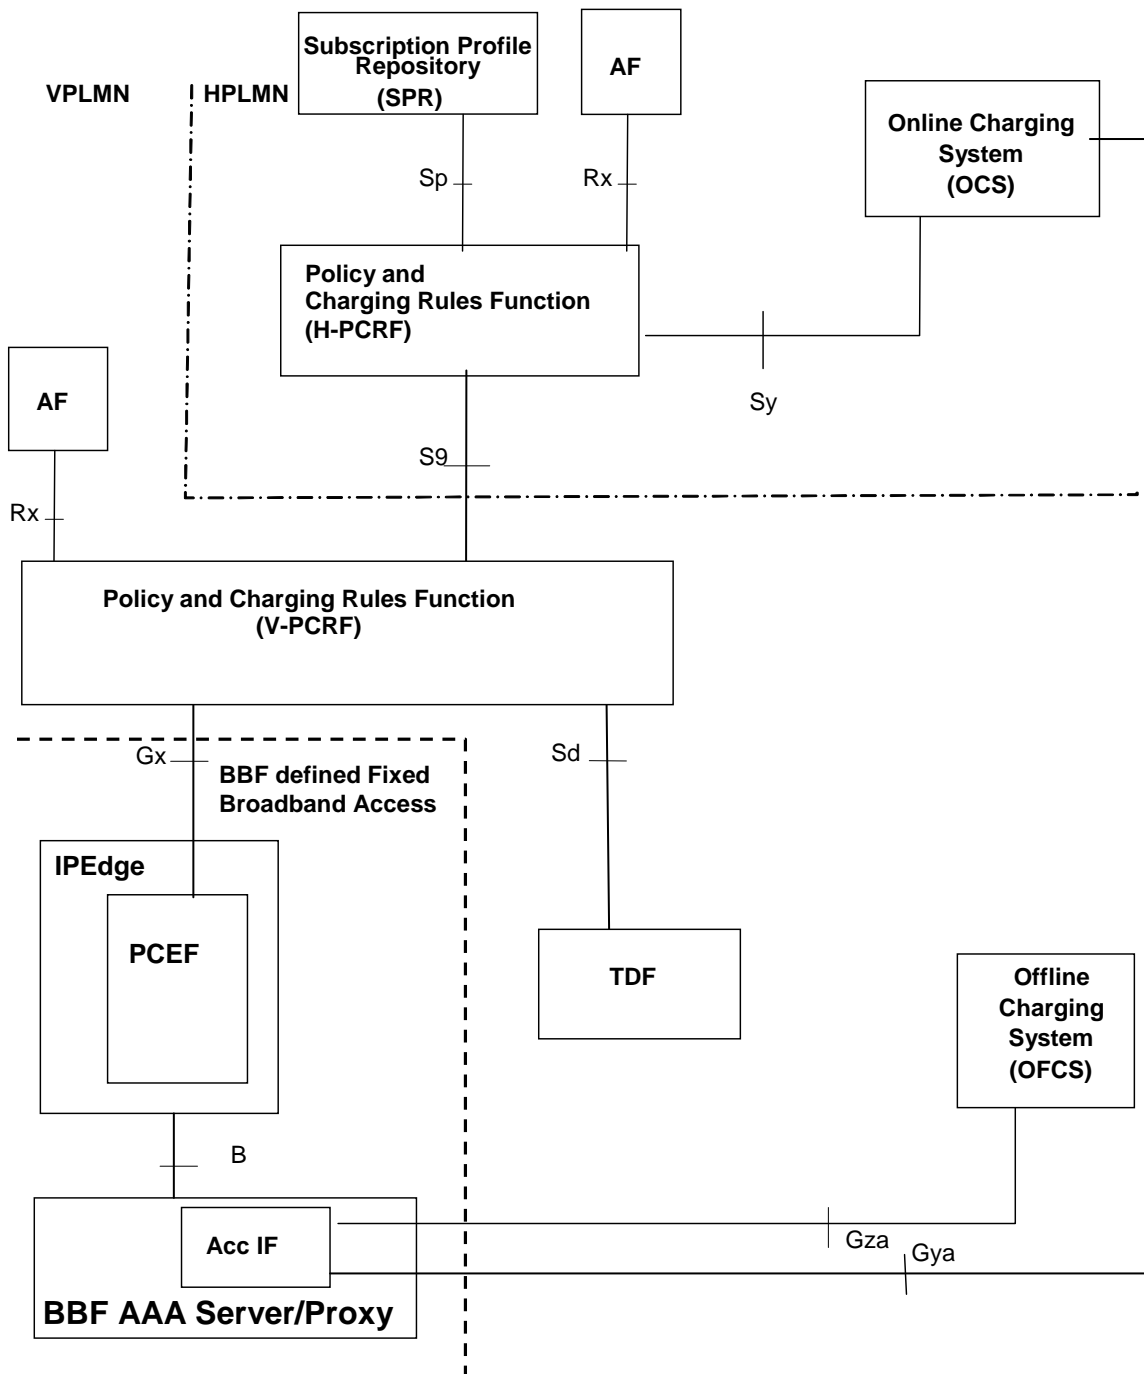 Subscription Profile
Repository
(SPR)
AF
VPLMN
HPLMN
Online Charging
System
(OCS)
Sp
Rx
Policy and
Charging Rules Function
(H-PCRF)
AF
Sy
S9
Rx
Policy and Charging Rules Function
(V-PCRF)
Gx
Sd
BBF defined Fixed
Broadband Access
IPEdge
PCEF
TDF
Offline
Charging
System
(OFCS)
B
Acc IF
Gza
Gya
BBF AAA Server/Proxy